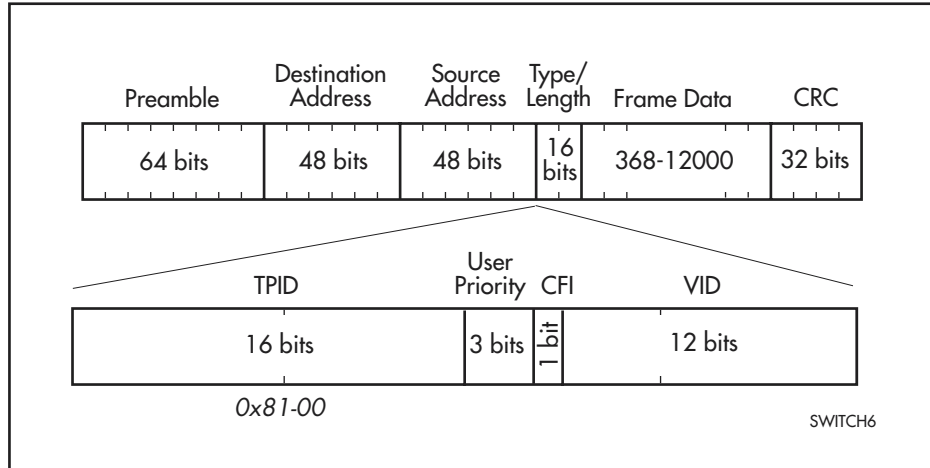 Preamble
Destination
Address
Source
Address
Type/
Length
Frame Data
CRC
64 bits
48 bits
48 bits
16
bits
368-12000
32 bits
TPID
User
Priority
CFI
VID
16 bits
3 bits
1 bit
12 bits
0x81-00
SWITCH6